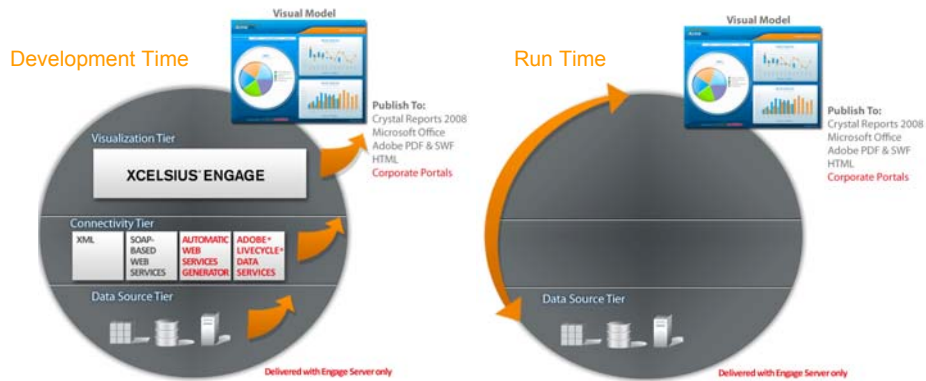 Visual Model
Development Time
Publish To:
Crystal Reports 2008
Microsoft Office
Adobe PDF & SWF
HTML
Corporate Portals
Visualization Tier
XCELSIUS® ENGAGE
Connectivity Tier
XML
SOAP-
BASED
WEB
SERVICES
AUTOMATIC
WEB
SERVICES
GENERATOR
ADOBE®
LIVECYCLE®
DATA
SERVICES
Data Source Tier
Delivered with Engage Server only
Visual Model
Run Time
Publish To:
Crystal Reports 2008
Microsoft Office
Adobe PDF & SWF
HTML
Corporate Portals
Data Source Tier
Delivered with Engage Server only